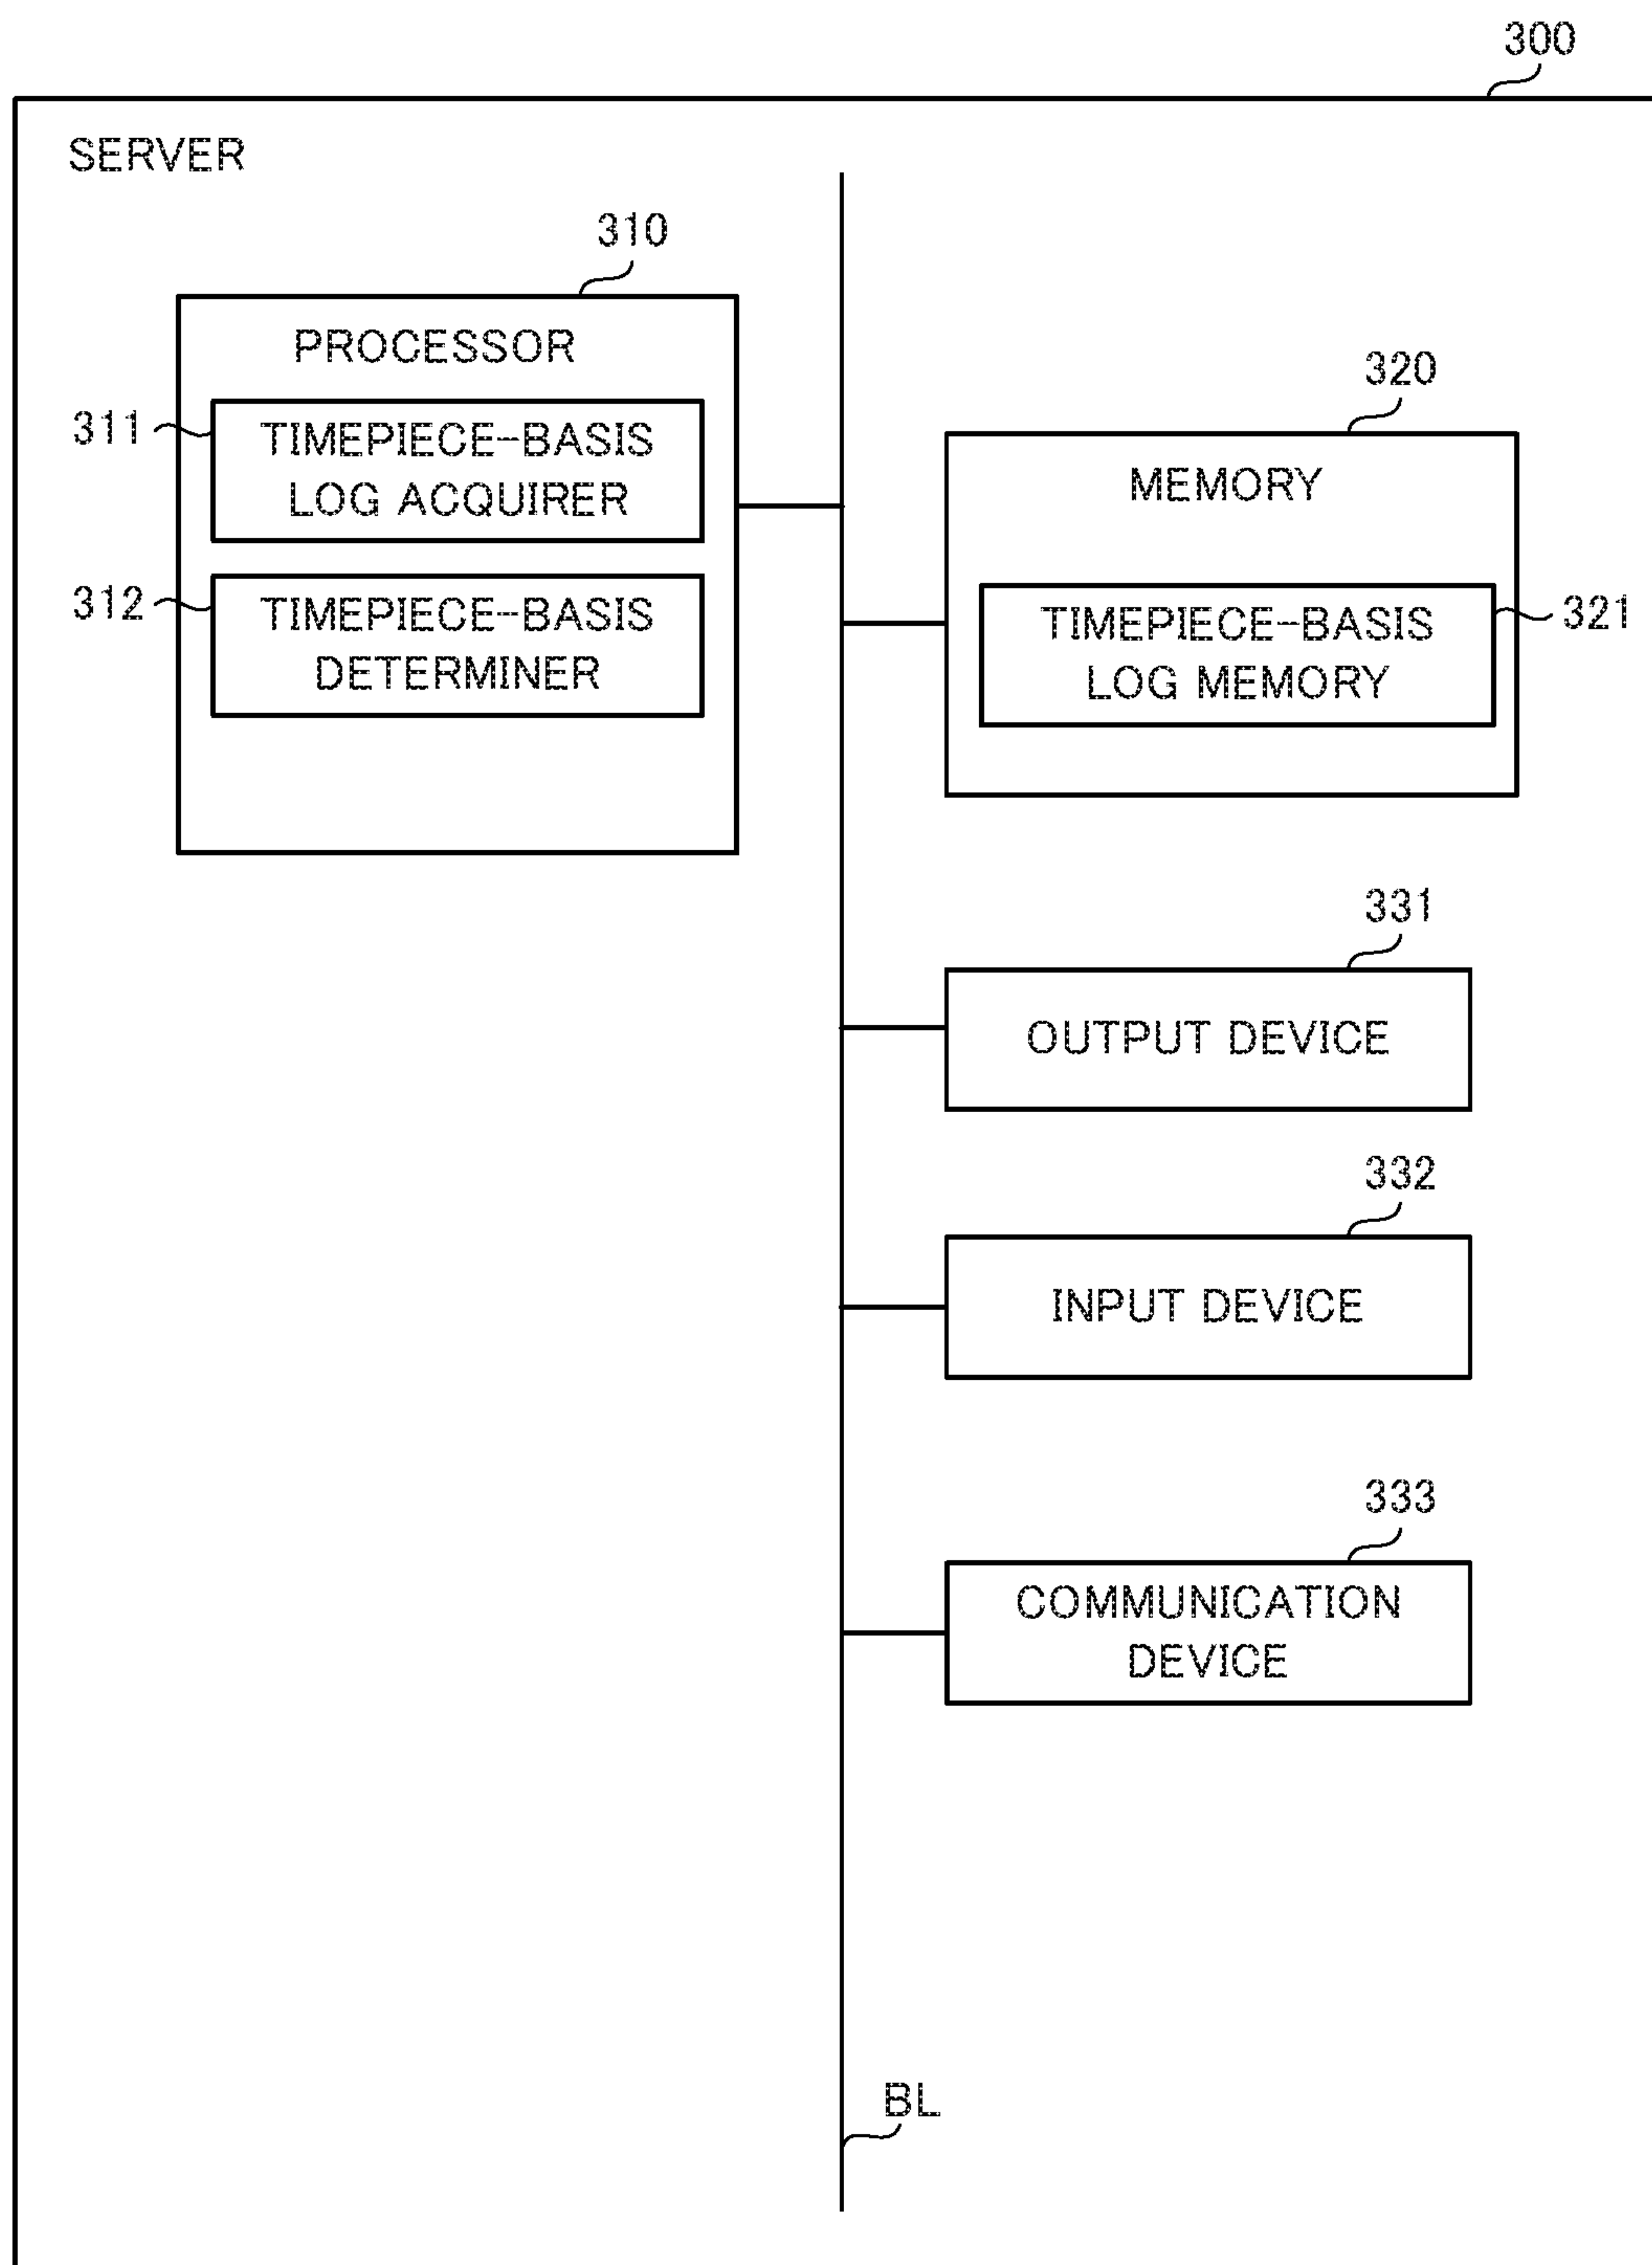 300
SERVER
310
PROCESSOR
311
TIMEPIECE-BASIS
LOG ACQUIRER
312
TIMEPIECE-BASIS
DETERMINER
320
MEMORY
TIMEPIECE-BASIS
LOG MEMORY
321
331
OUTPUT DEVICE
332
INPUT DEVICE
333
COMMUNICATION
DEVICE
BL